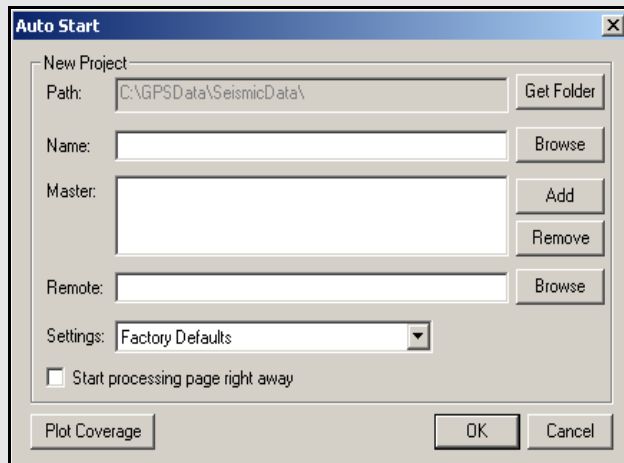 Auto Start
New Project
Path: C:\GPSData\SeismicData\ Get Folder
Name: Browse
Master: Add
Remove
Remote: Browse
Settings: Factory Defaults
Start processing page right away
Plot Coverage OK Cancel